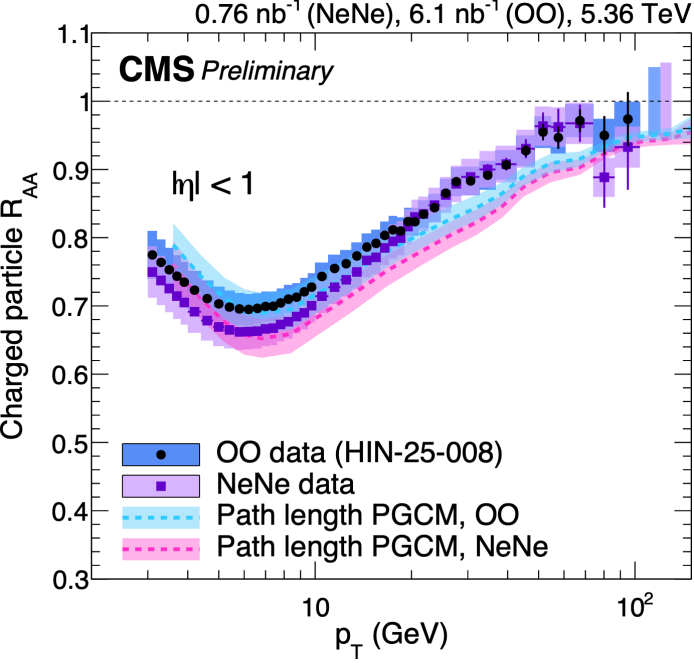 0.76 nb⁻¹ (NeNe), 6.1 nb⁻¹ (OO), 5.36 TeV
1.1
CMS Preliminary
1
0.9
|η| < 1
0.8
0.7
0.6
0.5
0.4
0.3
Charged particle R_AA
OO data (HIN-25-008)
NeNe data
Path length PGCM, OO
Path length PGCM, NeNe
10
10²
p_T (GeV)